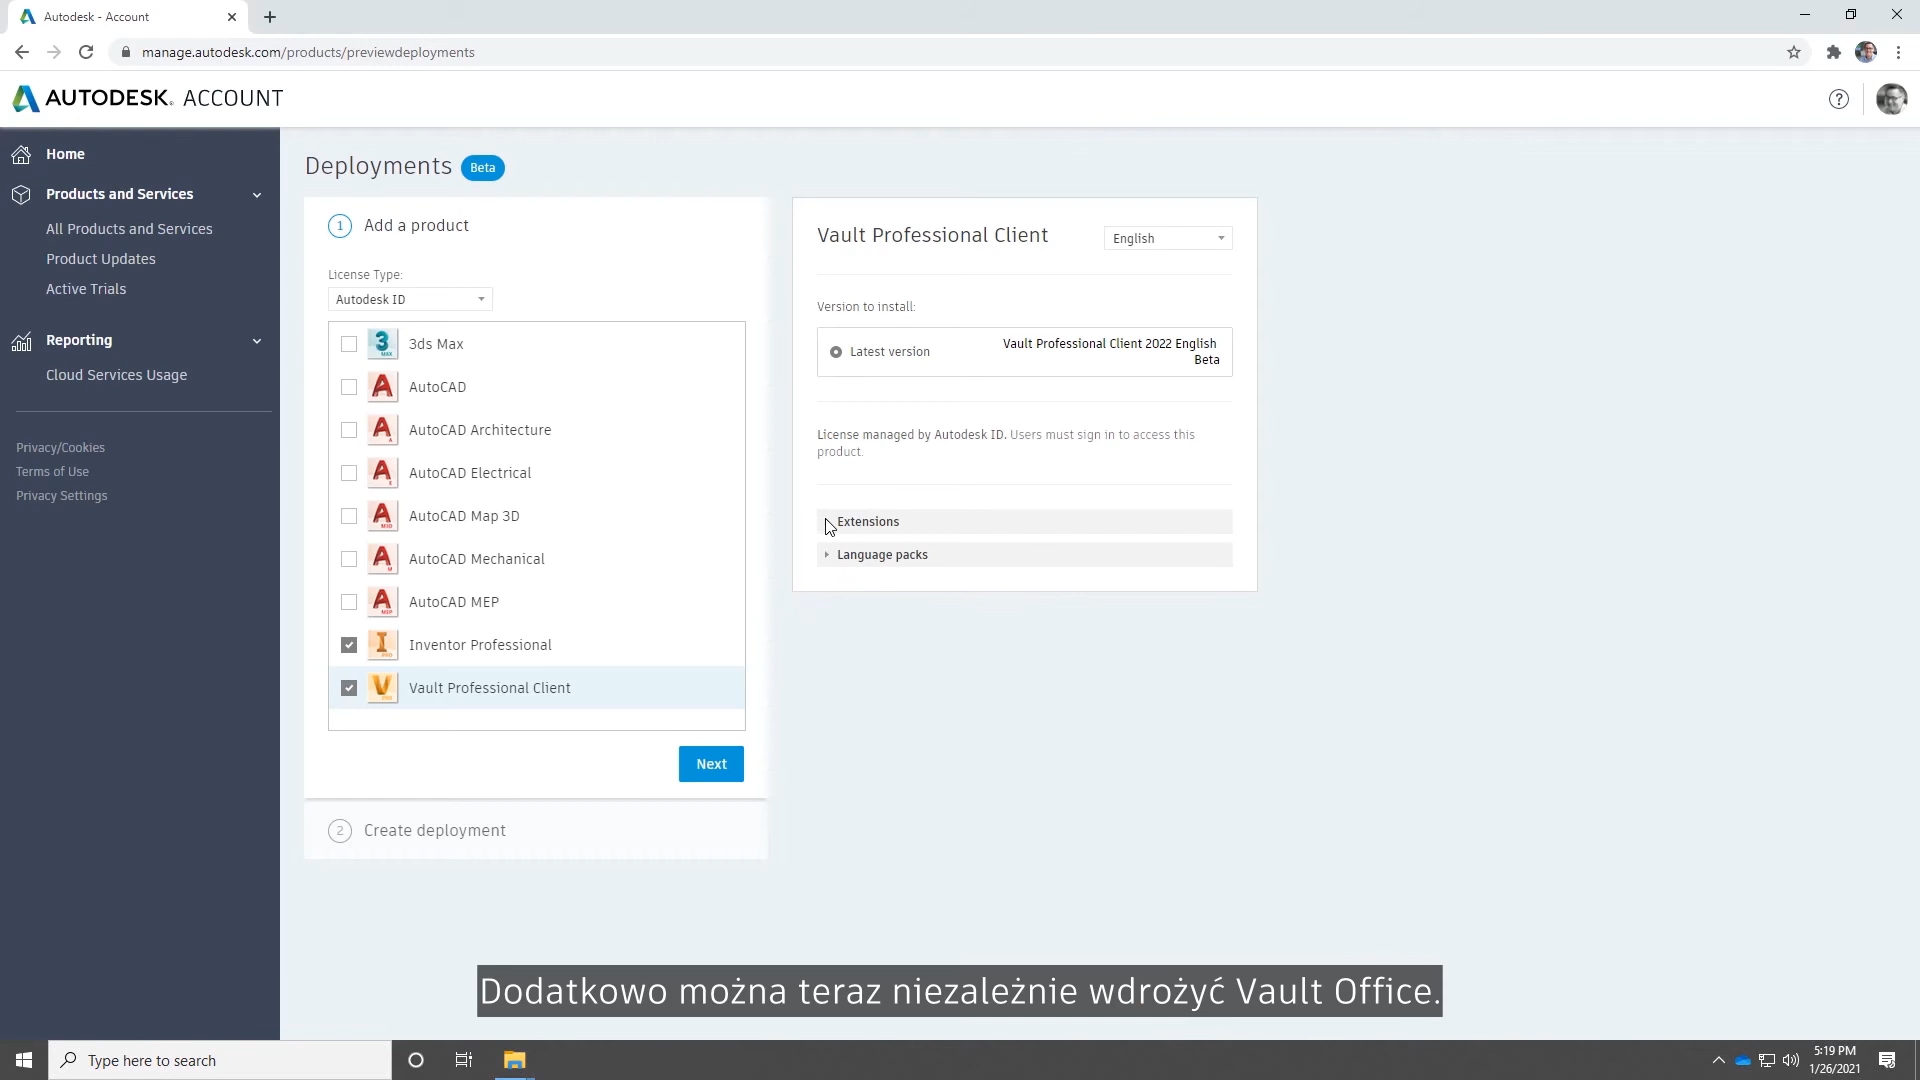 Autodesk - Account
manage.autodesk.com/products/previewdeployments
AUTODESK® ACCOUNT
Home
Products and Services
All Products and Services
Product Updates
Active Trials
Reporting
Cloud Services Usage
Privacy/Cookies
Terms of Use
Privacy Settings
Deployments Beta
1 Add a product
License Type:
Autodesk ID
3ds Max
AutoCAD
AutoCAD Architecture
AutoCAD Electrical
AutoCAD Map 3D
AutoCAD Mechanical
AutoCAD MEP
Inventor Professional
Vault Professional Client
Next
2 Create deployment
Vault Professional Client
English
Version to install:
Latest version
Vault Professional Client 2022 English
Beta
License managed by Autodesk ID. Users must sign in to access this
product.
Extensions
Language packs
Dodatkowo można teraz niezależnie wdrożyć Vault Office.
Type here to search
5:19 PM
1/26/2021